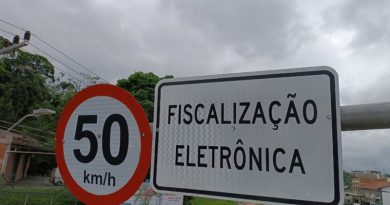 50
km/h
FISCALIZAÇÃO
ELETRÔNICA